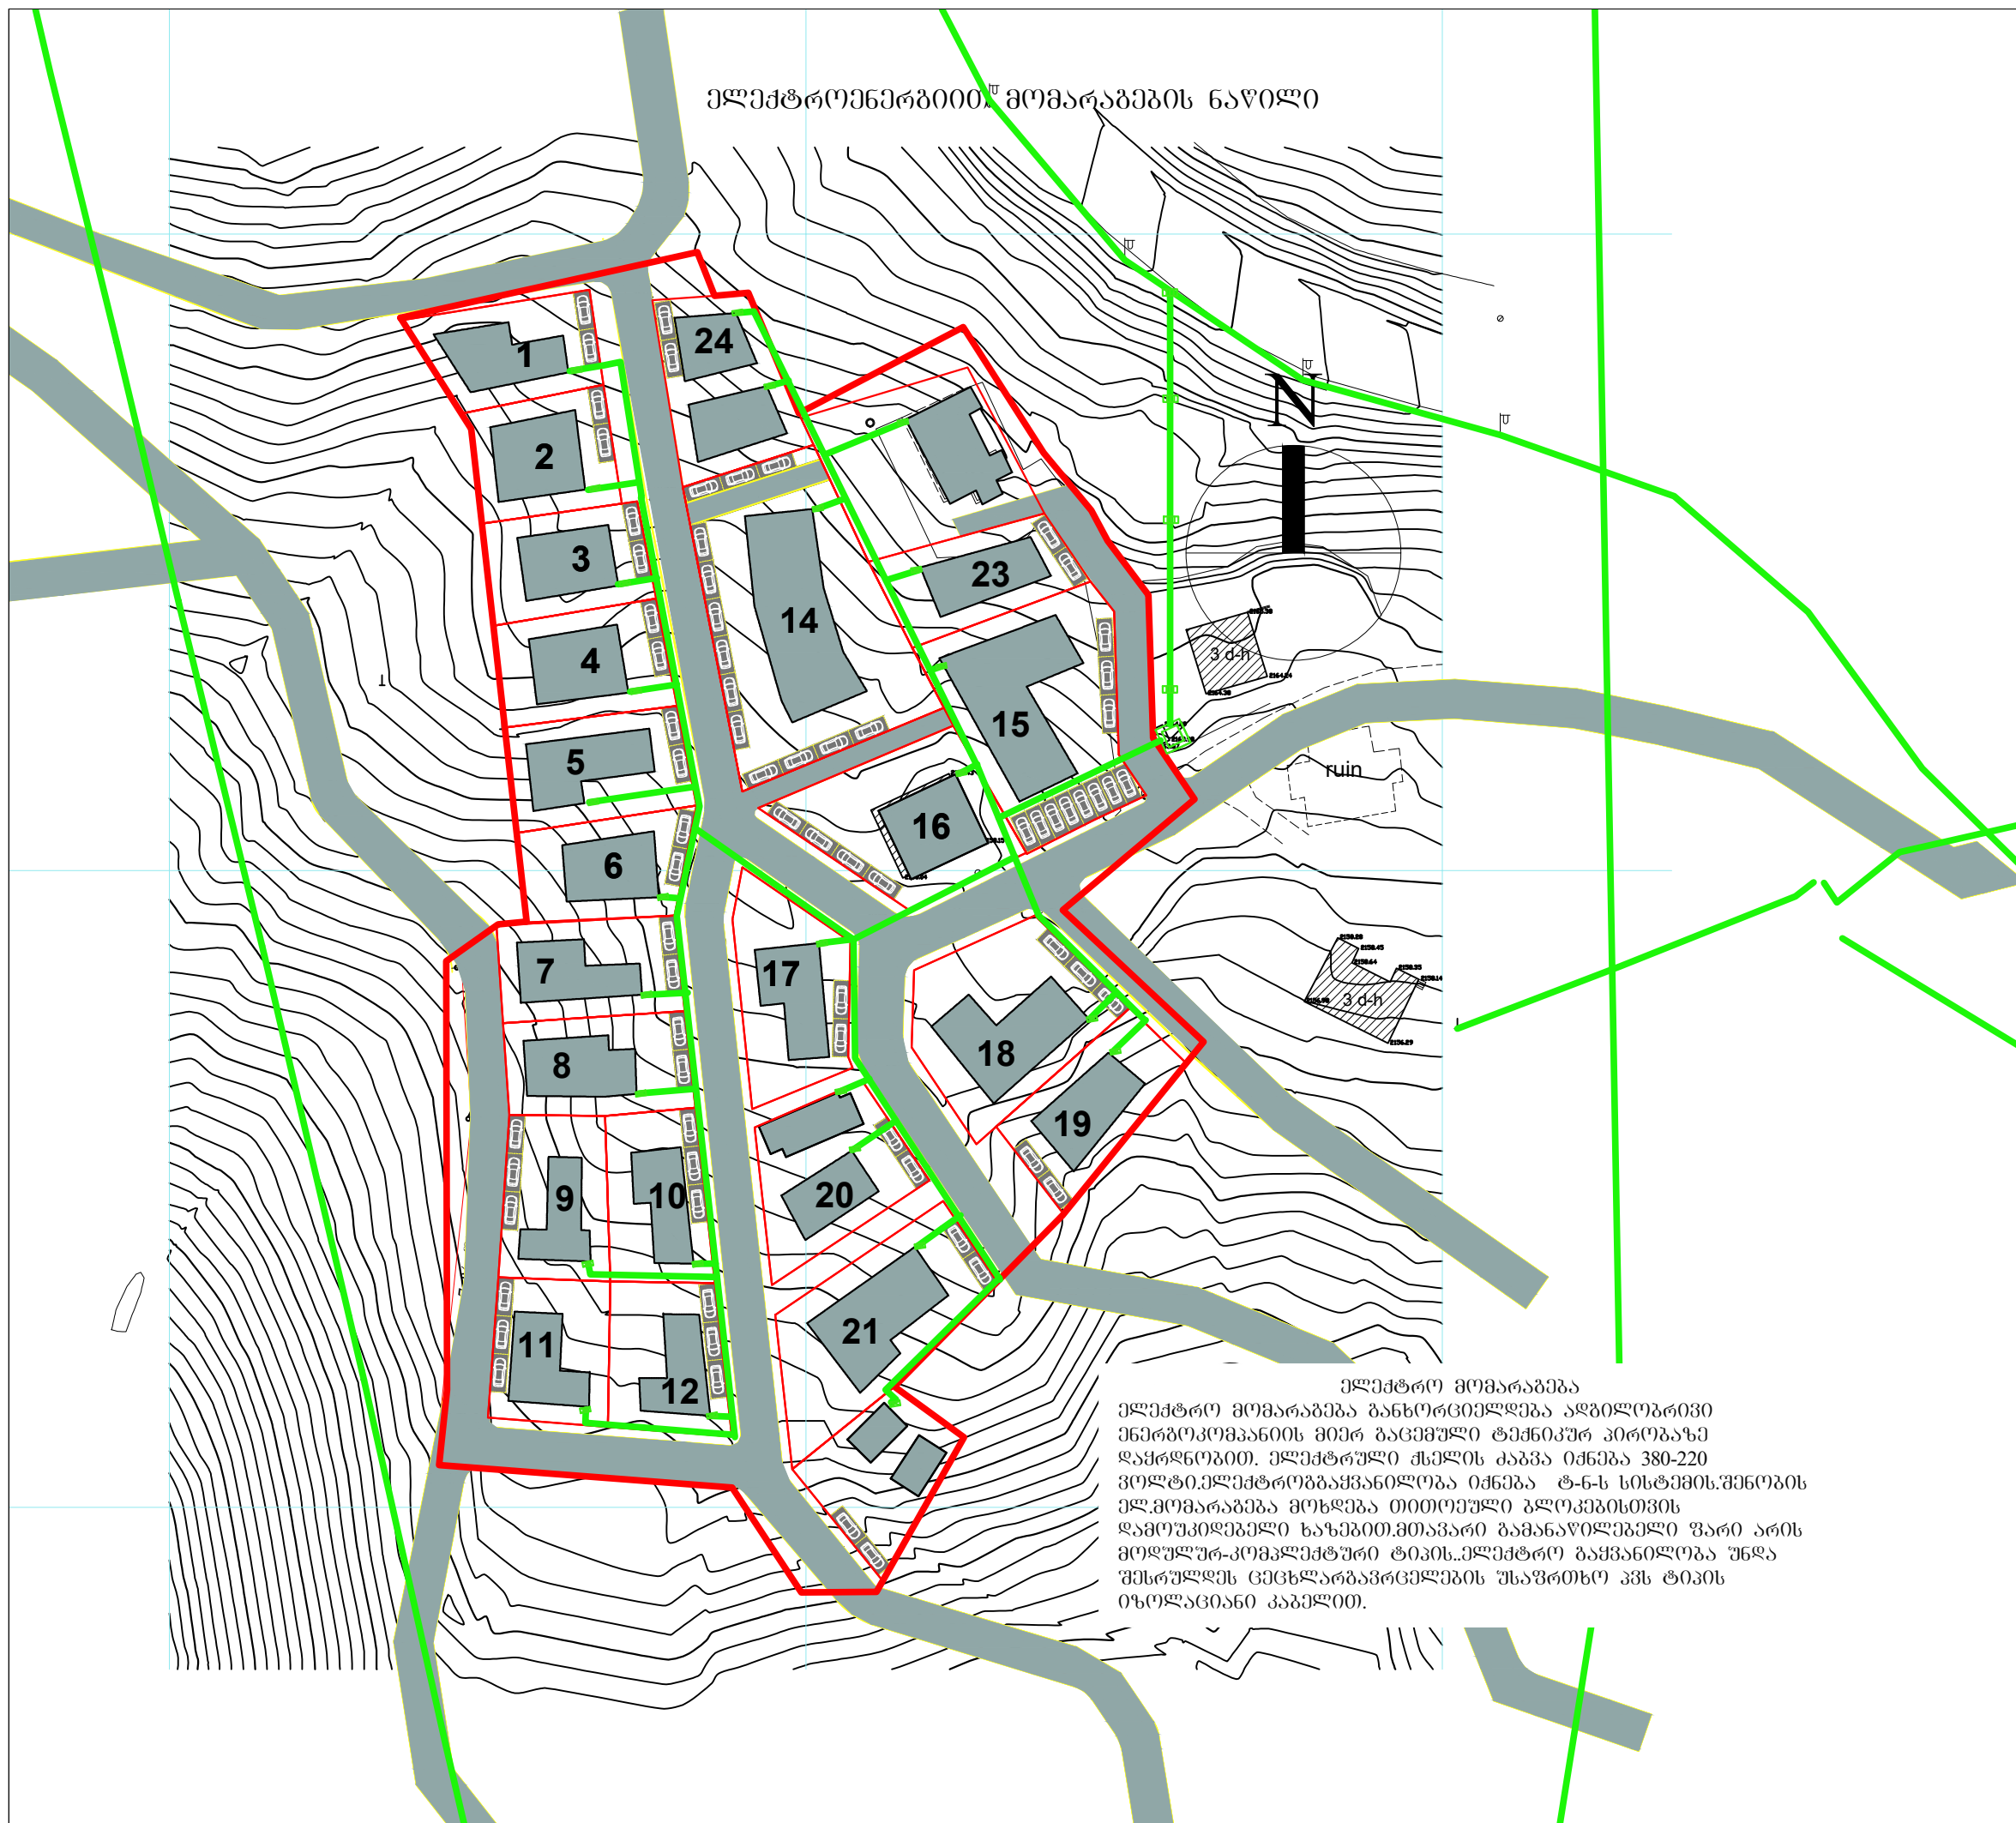 ელექტროენერგიით მომარაგების ნაწილი
N
1
24
2
3
23
4
14
15
5
3 d-h
ruin
16
6
7
17
8
18
19
9
10
20
11
12
21
3 d-h
ელექტრო მომარაგება
ელექტრო მომარაგება განხორციელდება ადგილობრივი
ენერგოკომპანიის მიერ გაცემული ტექნიკურ პირობაზე
დაყრდნობით. ელექტრული ქსელის ძაბვა იქნება 380-220
ვოლტი.ელექტროგგაყვანილობა იქნება ტ-ნ-ს სისტემის.შენობის
ელ.მომარაგება მოხდება თითოეული ბლოკებისთვის
დამოუკიდებელი ხაზებით.მთავარი გამანაწილებელი ფარი არის
მოდულურ-კომპლექტური ტიპის..ელექტრო გაყვანილობა უნდა
შესრულდეს ცეცხლარგავრცელების უსაფრთხო პვს ტიპის
იზოლაციანი კაბელით.